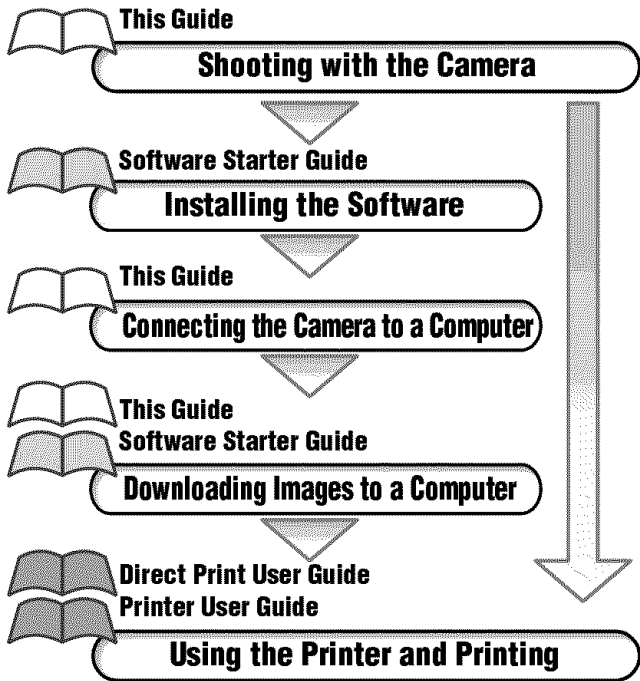 This Guide
Shooting with the Camera
Software Starter Guide
Installing the Software
This Guide
Connecting the Camera to a Computer
This Guide
Software Starter Guide
Downloading Images to a Computer
Direct Print User Guide
Printer User Guide
Using the Printer and Printing